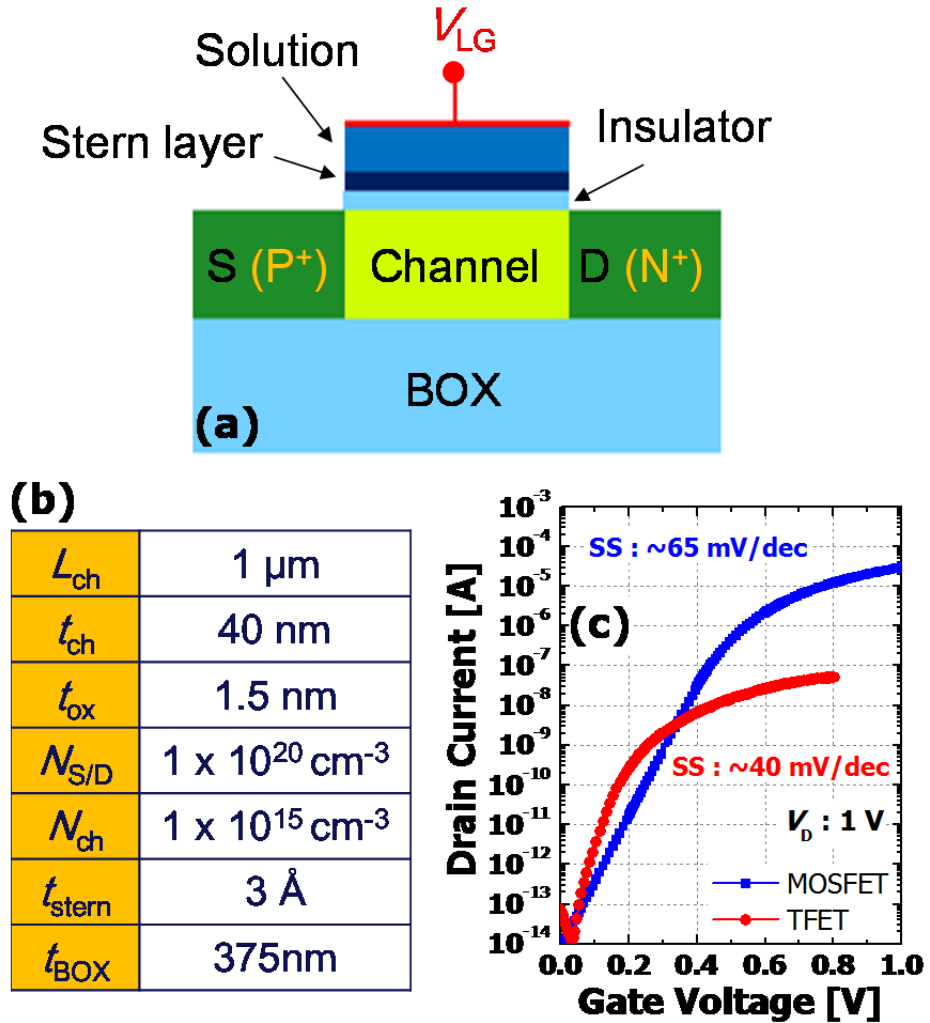 V_LG
Solution
Stern layer
Insulator
S (P⁺)
Channel
D (N⁺)
BOX
(a)
(b)
L_ch 1 μm
t_ch 40 nm
t_ox 1.5 nm
N_S/D 1 x 10²⁰ cm⁻³
N_ch 1 x 10¹⁵ cm⁻³
t_stern 3 Å
t_BOX 375nm
Drain Current [A]
10⁻³
10⁻⁴
10⁻⁵
10⁻⁶
10⁻⁷
10⁻⁸
10⁻⁹
10⁻¹⁰
10⁻¹¹
10⁻¹²
10⁻¹³
10⁻¹⁴
SS : ~65 mV/dec
(c)
SS : ~40 mV/dec
V_D : 1 V
MOSFET
TFET
0.0 0.2 0.4 0.6 0.8 1.0
Gate Voltage [V]